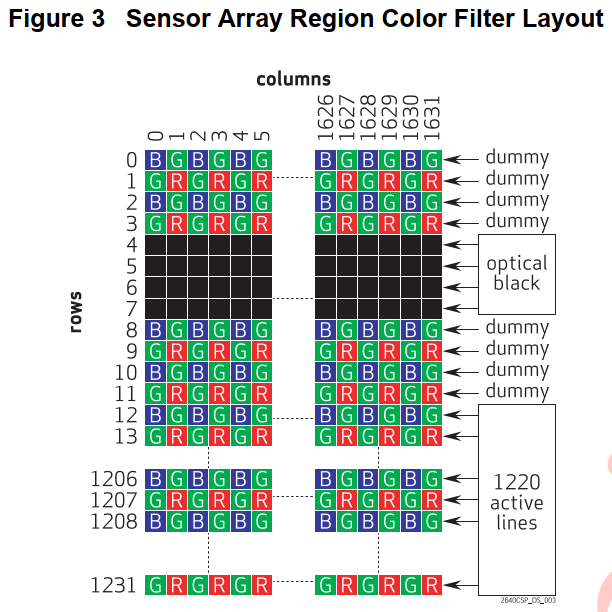 Figure 3 Sensor Array Region Color Filter Layout
columns
0 1 2 3 4 5 1626 1627 1628 1629 1630 1631
rows
0 B G B G B G B G B G B G dummy
1 G R G R G R G R G R G R dummy
2 B G B G B G B G B G B G dummy
3 G R G R G R G R G R G R dummy
4
5 optical
6 black
7
8 B G B G B G B G B G B G dummy
9 G R G R G R G R G R G R dummy
10 B G B G B G B G B G B G dummy
11 G R G R G R G R G R G R dummy
12 B G B G B G B G B G B G
13 G R G R G R G R G R G R
1206 B G B G B G B G B G B G 1220
1207 G R G R G R G R G R G R active
1208 B G B G B G B G B G B G lines
1231 G R G R G R G R G R G R
2640CSP_DS_003